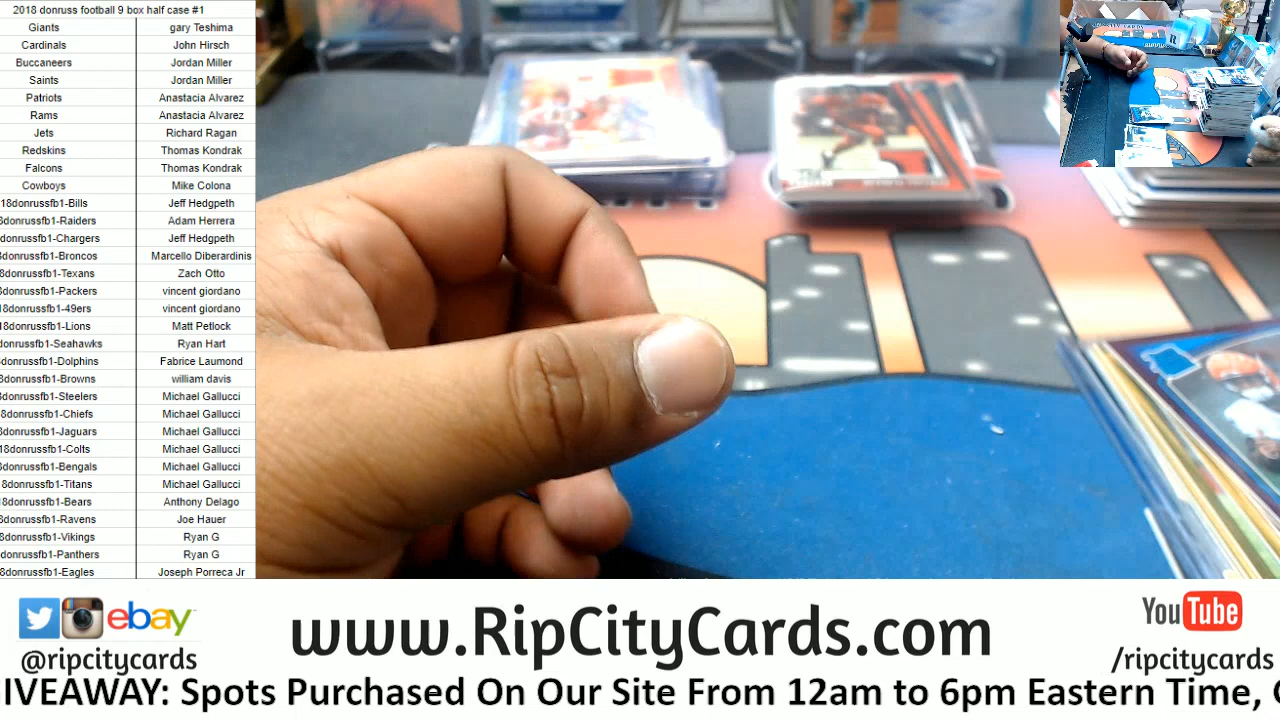 2018 donruss football 9 box half case #1
Giants gary Teshima
Cardinals John Hirsch
Buccaneers Jordan Miller
Saints Jordan Miller
Patriots Anastacia Alvarez
Rams Anastacia Alvarez
Jets Richard Ragan
Redskins Thomas Kondrak
Falcons Thomas Kondrak
Cowboys Mike Colona
18donrussfb1-Bills Jeff Hedgpeth
8donrussfb1-Raiders Adam Herrera
donrussfb1-Chargers Jeff Hedgpeth
8donrussfb1-Broncos Marcello Diberardinis
8donrussfb1-Texans Zach Otto
8donrussfb1-Packers vincent giordano
18donrussfb1-49ers vincent giordano
18donrussfb1-Lions Matt Petlock
donrussfb1-Seahawks Ryan Hart
8donrussfb1-Dolphins Fabrice Laumond
8donrussfb1-Browns william davis
8donrussfb1-Steelers Michael Gallucci
8donrussfb1-Chiefs Michael Gallucci
8donrussfb1-Jaguars Michael Gallucci
18donrussfb1-Colts Michael Gallucci
8donrussfb1-Bengals Michael Gallucci
18donrussfb1-Titans Michael Gallucci
8donrussfb1-Bears Anthony Delago
8donrussfb1-Ravens Joe Hauer
8donrussfb1-Vikings Ryan G
donrussfb1-Panthers Ryan G
8donrussfb1-Eagles Joseph Porreca Jr
ebay
@ripcitycards
www.RipCityCards.com
YouTube
/ripcitycards
IVEAWAY: Spots Purchased On Our Site From 12am to 6pm Eastern Time,